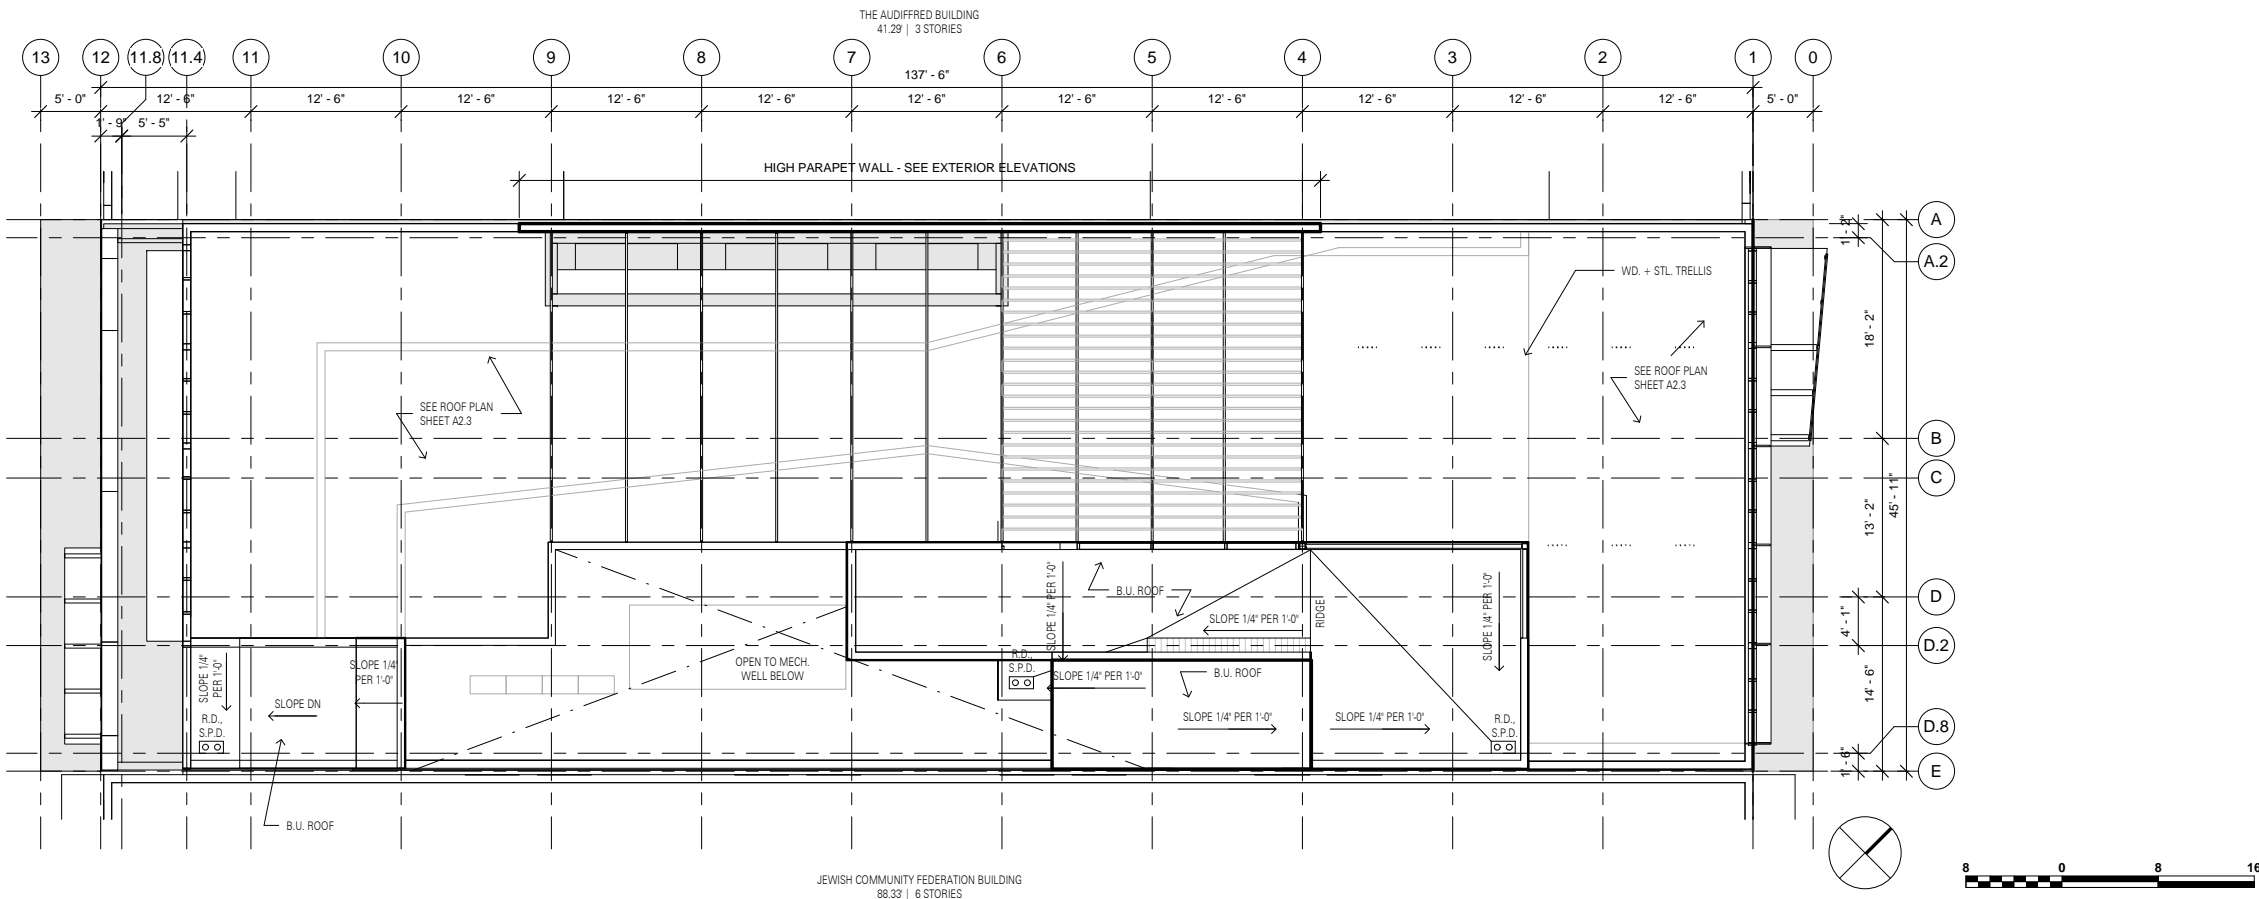 THE AUDIFFRED BUILDING
41.29' | 3 STORIES
13 12 11.8 11.4 11 10 9 8 7 6 5 4 3 2 1 0
137' - 6"
5' - 0" 12' - 6" 12' - 6" 12' - 6" 12' - 6" 12' - 6" 12' - 6" 12' - 6" 12' - 6" 12' - 6" 12' - 6" 12' - 6" 5' - 0"
1' - 9" 5' - 5"
HIGH PARAPET WALL - SEE EXTERIOR ELEVATIONS
A
1' - 2"
A.2
WD. + STL. TRELLIS
18' - 2"
SEE ROOF PLAN
SHEET A2.3
SEE ROOF PLAN
SHEET A2.3
B
C
13' - 2"
45' - 11"
D
4' - 1"
D.2
14' - 6"
D.8
1' - 6"
E
SLOPE 1/4" PER 1'-0"
B.U. ROOF
SLOPE 1/4" PER 1'-0"
RIDGE
SLOPE 1/4" PER 1'-0"
OPEN TO MECH.
WELL BELOW
R.D.,
S.P.D.
SLOPE 1/4" PER 1'-0"
B.U. ROOF
SLOPE 1/4"
PER 1'-0"
SLOPE 1/4"
PER 1'-0"
SLOPE DN
R.D.,
S.P.D.
SLOPE 1/4" PER 1'-0"
SLOPE 1/4" PER 1'-0"
R.D.,
S.P.D.
B.U. ROOF
JEWISH COMMUNITY FEDERATION BUILDING
88.33' | 6 STORIES
8 0 8 16